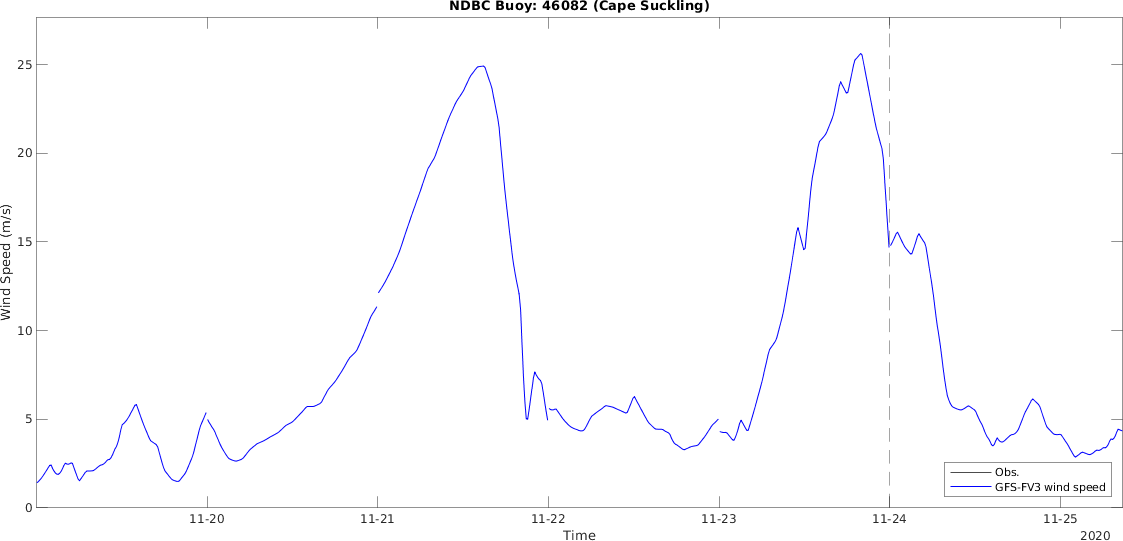 NDBC Buoy: 46082 (Cape Suckling)
25
20
15
10
5
0
Wind Speed (m/s)
11-20
11-21
11-22
11-23
11-24
11-25
Time
2020
Obs.
GFS-FV3 wind speed